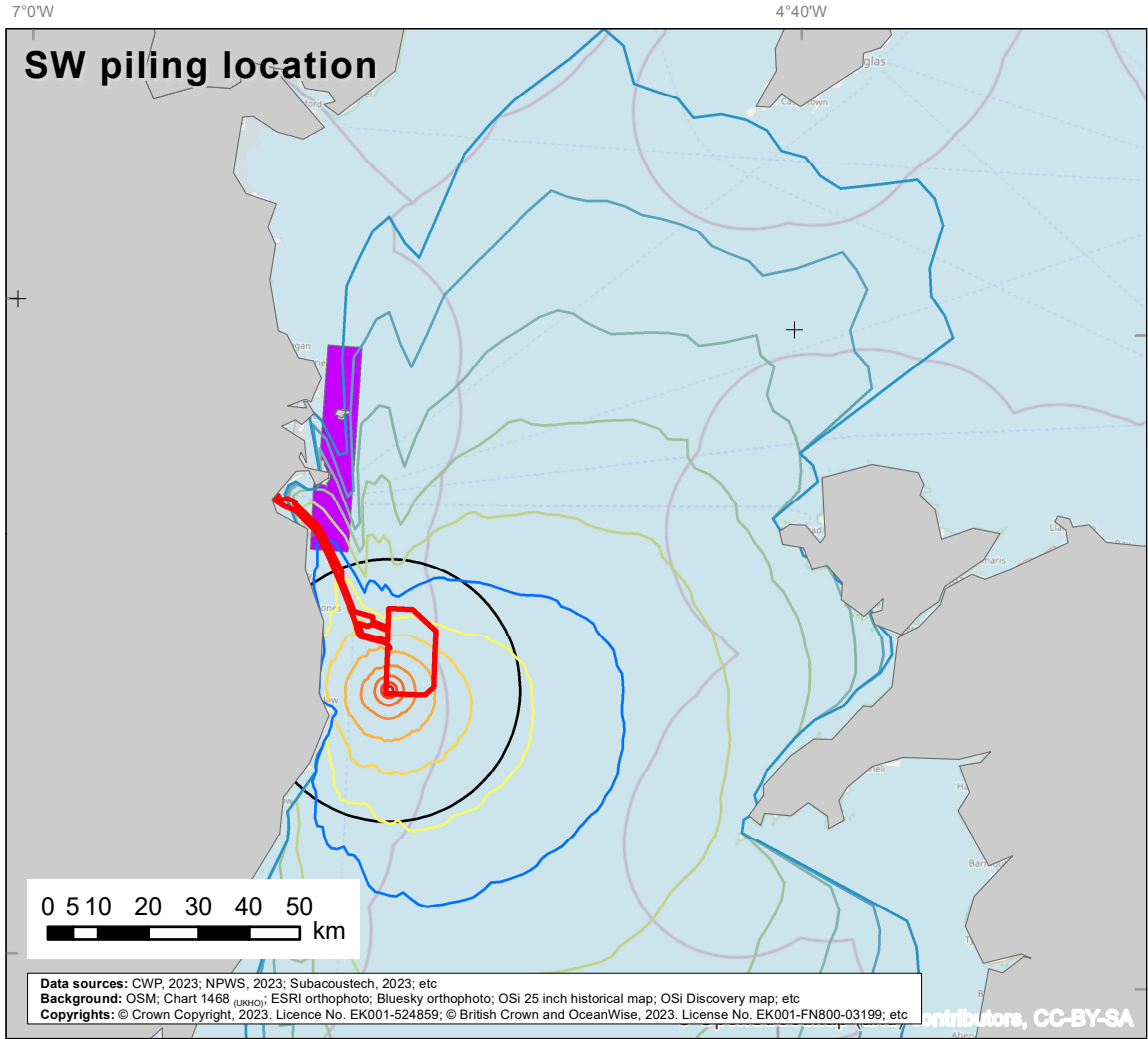 7°0'W
4°40'W
SW piling location
glas
ford
gan
0 5 10 20 30 40 50
km
Data sources: CWP, 2023; NPWS, 2023; Subacoustech, 2023; etc
Background: OSM; Chart 1468 (UKHO); ESRI orthophoto; Bluesky orthophoto; OSi 25 inch historical map; OSi Discovery map; etc
Copyrights: © Crown Copyright, 2023. Licence No. EK001-524859; © British Crown and OceanWise, 2023. License No. EK001-FN800-03199; etc
contributors, CC-BY-SA